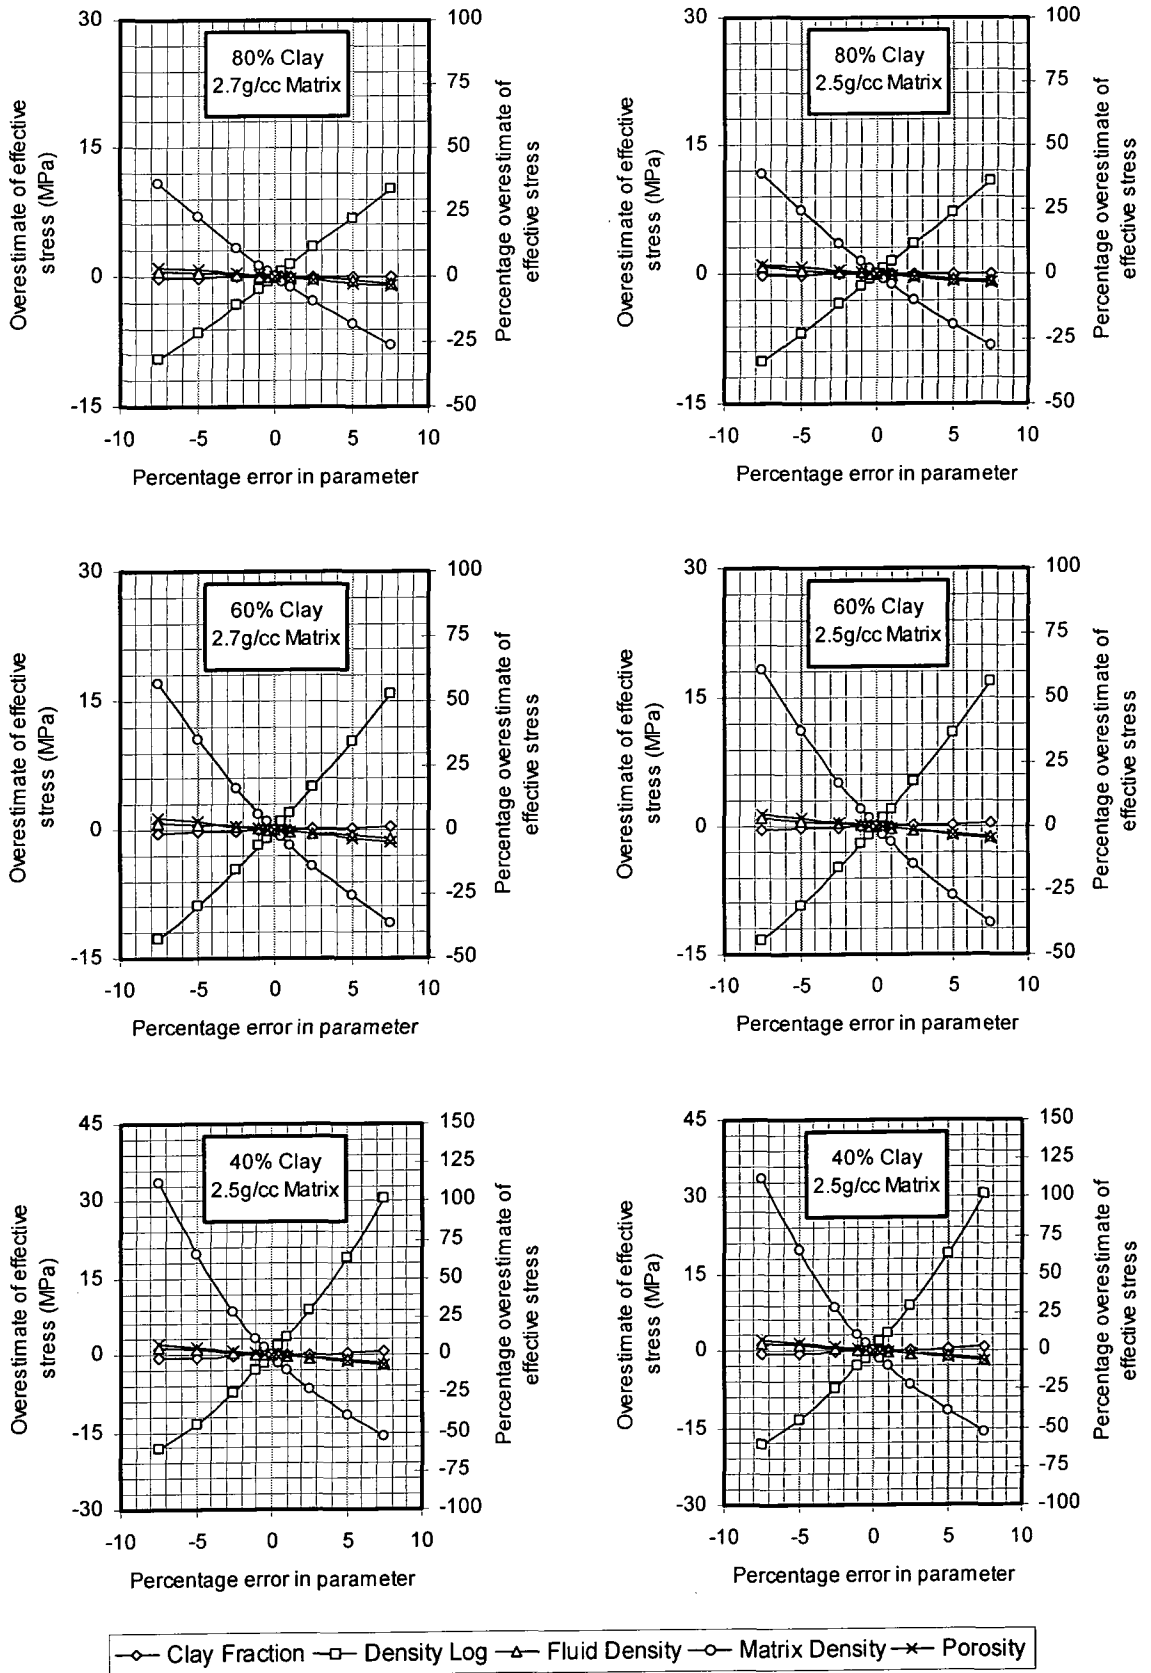 30
15
0
-15
100
75
50
25
0
-25
-50
80% Clay
2.7g/cc Matrix
Overestimate of effective
stress (MPa)
Percentage overestimate of
effective stress
-10 -5 0 5 10
Percentage error in parameter
30
15
0
-15
100
75
50
25
0
-25
-50
80% Clay
2.5g/cc Matrix
Overestimate of effective
stress (MPa)
Percentage overestimate of
effective stress
-10 -5 0 5 10
Percentage error in parameter
30
15
0
-15
100
75
50
25
0
-25
-50
60% Clay
2.7g/cc Matrix
Overestimate of effective
stress (MPa)
Percentage overestimate of
effective stress
-10 -5 0 5 10
Percentage error in parameter
30
15
0
-15
100
75
50
25
0
-25
-50
60% Clay
2.5g/cc Matrix
Overestimate of effective
stress (MPa)
Percentage overestimate of
effective stress
-10 -5 0 5 10
Percentage error in parameter
45
30
15
0
-15
-30
150
125
100
75
50
25
0
-25
-50
-75
-100
40% Clay
2.5g/cc Matrix
Overestimate of effective
stress (MPa)
Percentage overestimate of
effective stress
-10 -5 0 5 10
Percentage error in parameter
45
30
15
0
-15
-30
150
125
100
75
50
25
0
-25
-50
-75
-100
40% Clay
2.5g/cc Matrix
Overestimate of effective
stress (MPa)
Percentage overestimate of
effective stress
-10 -5 0 5 10
Percentage error in parameter
Clay Fraction Density Log Fluid Density Matrix Density Porosity